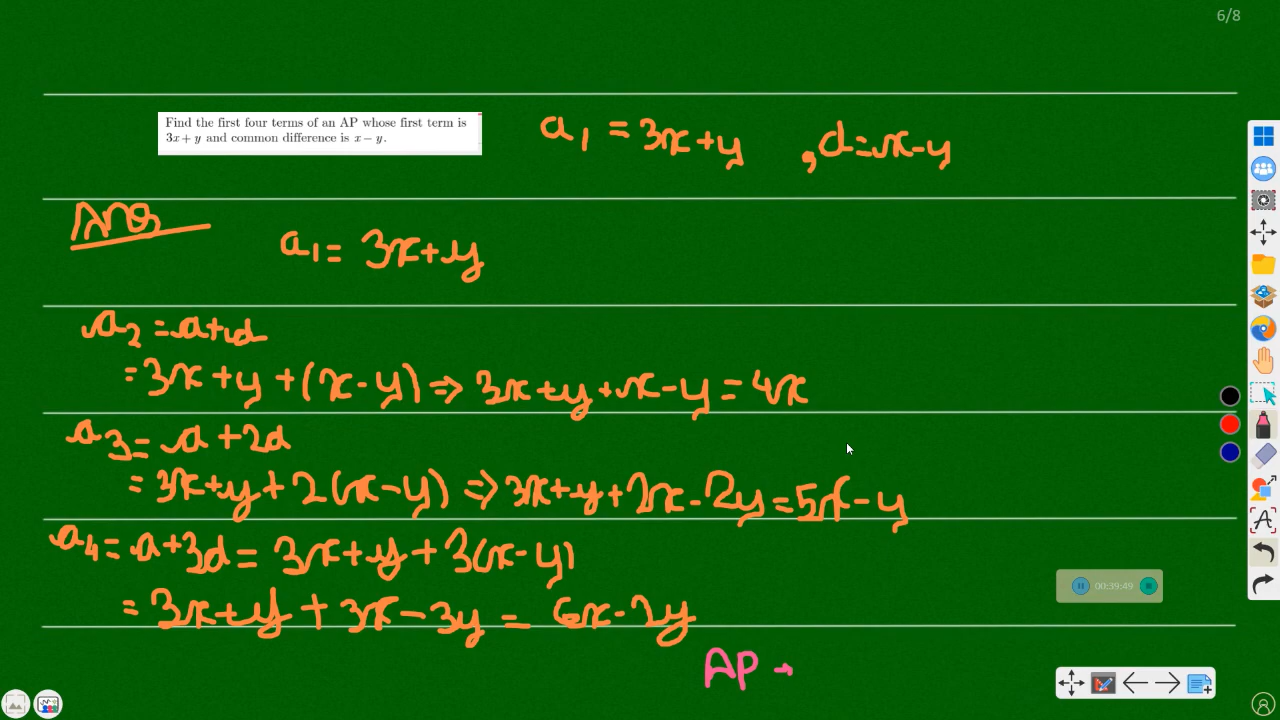 6/8
Find the first four terms of an AP whose first term is
3x + y and common difference is x − y.
a₁ = 3x+y , d=x-y
Ans
a₁= 3x+y
a₂ =a+d
=3x+y+(x-y)⇒ 3x+y+x-y=4x
a₃= a+2d
= 3x+y+2(x-y)⇒3x+y+2x-2y=5x-y
a₄=a+3d= 3x+y+3(x-y)
= 3x+y+3x-3y = 6x-2y
00:39:49
AP →